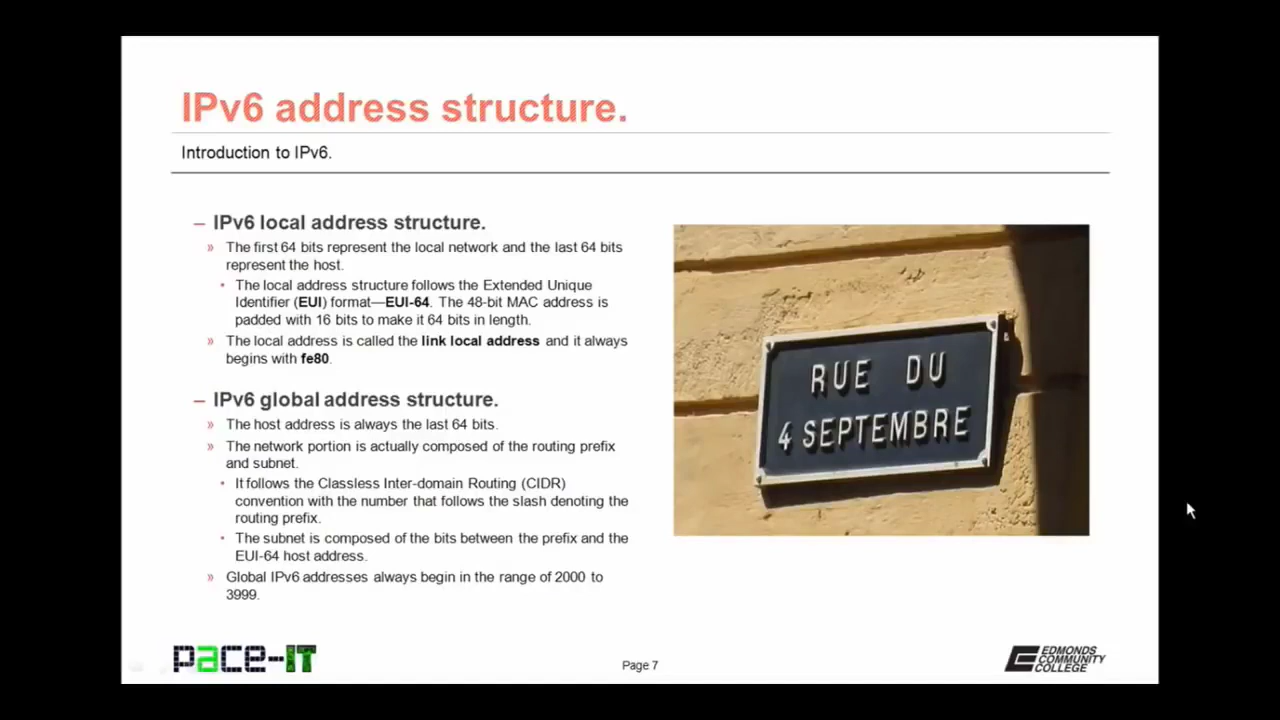 IPv6 address structure.
Introduction to IPv6.
– IPv6 local address structure.
» The first 64 bits represent the local network and the last 64 bits
represent the host.
• The local address structure follows the Extended Unique
Identifier (EUI) format—EUI-64. The 48-bit MAC address is
padded with 16 bits to make it 64 bits in length.
» The local address is called the link local address and it always
begins with fe80.
– IPv6 global address structure.
» The host address is always the last 64 bits.
» The network portion is actually composed of the routing prefix
and subnet.
• It follows the Classless Inter-domain Routing (CIDR)
convention with the number that follows the slash denoting the
routing prefix.
• The subnet is composed of the bits between the prefix and the
EUI-64 host address.
» Global IPv6 addresses always begin in the range of 2000 to
3999.
RUE DU
4 SEPTEMBRE
pace-IT
Page 7
EDMONDS
COMMUNITY
COLLEGE